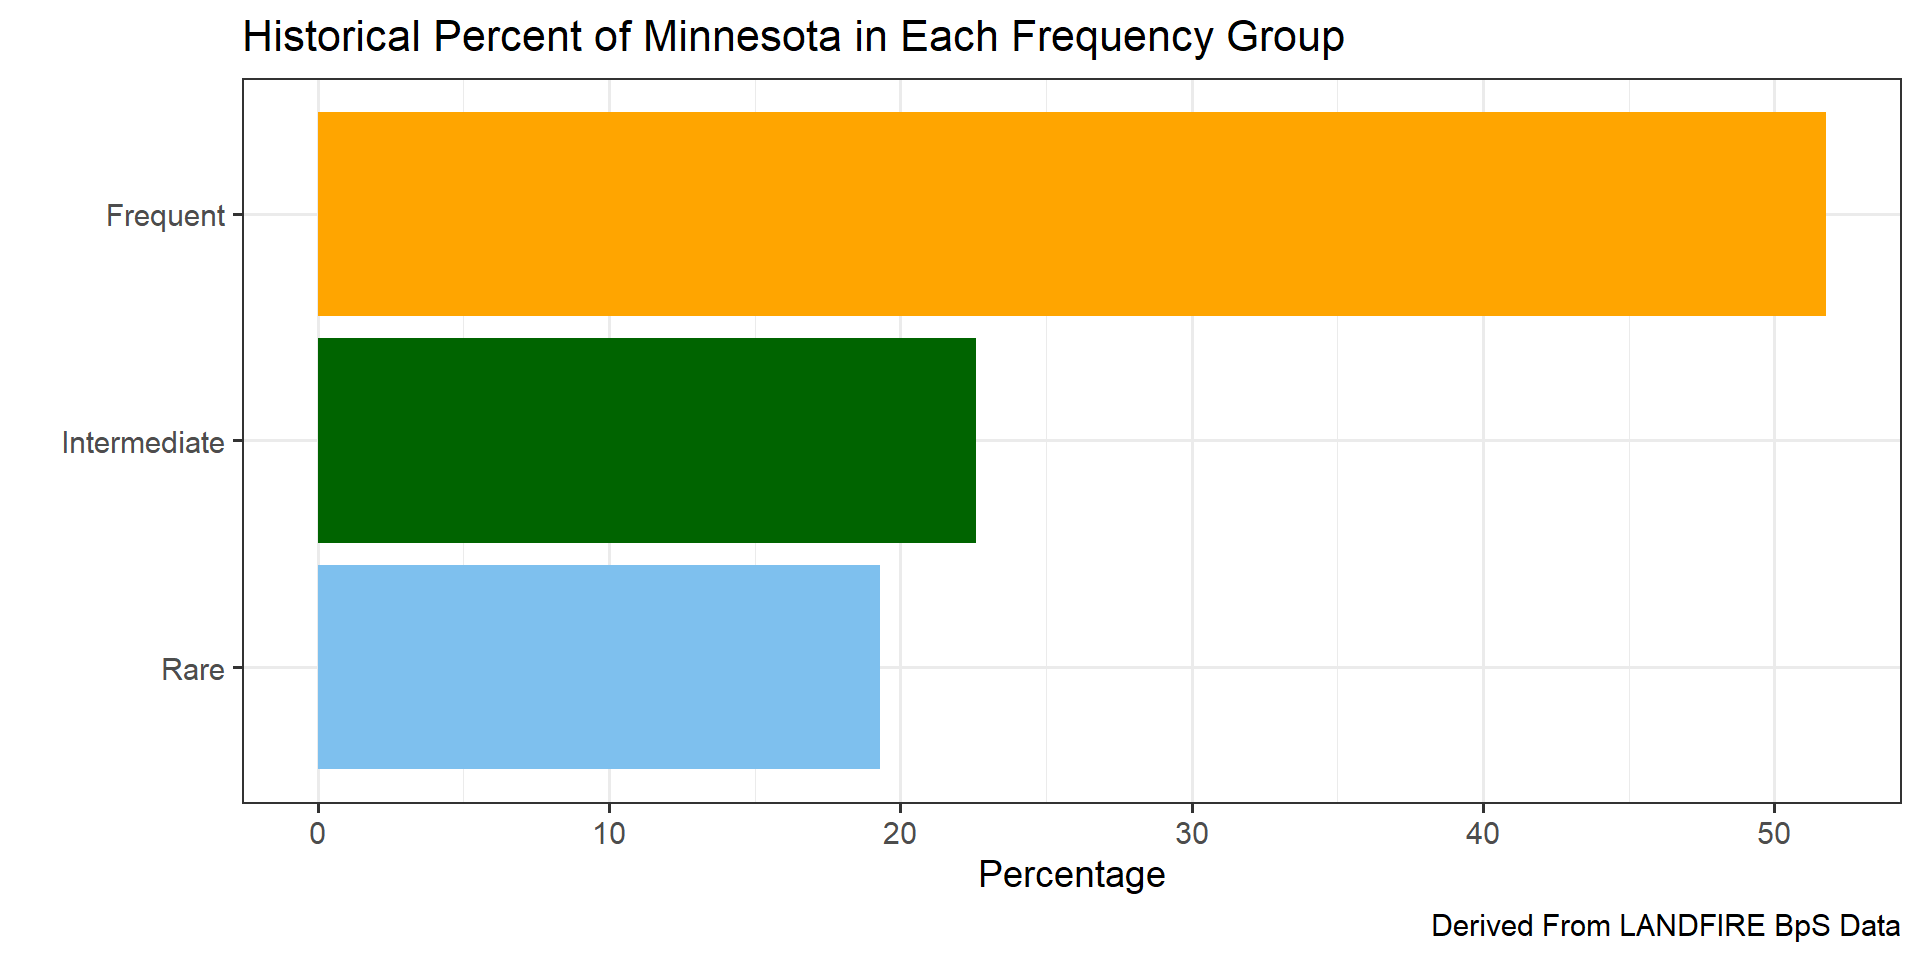 Historical Percent of Minnesota in Each Frequency Group
Frequent
Intermediate
Rare
0 10 20 30 40 50
Percentage
Derived From LANDFIRE BpS Data